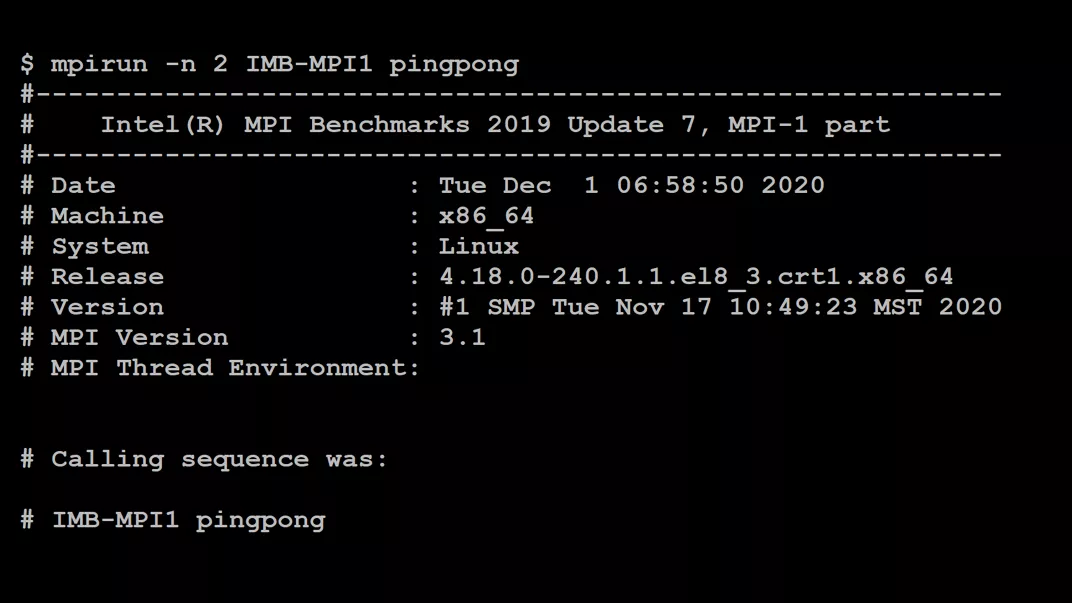 $ mpirun -n 2 IMB-MPI1 pingpong
#------------------------------------------------------------
#    Intel(R) MPI Benchmarks 2019 Update 7, MPI-1 part
#------------------------------------------------------------
# Date                  : Tue Dec  1 06:58:50 2020
# Machine               : x86_64
# System                : Linux
# Release               : 4.18.0-240.1.1.el8_3.crt1.x86_64
# Version               : #1 SMP Tue Nov 17 10:49:23 MST 2020
# MPI Version           : 3.1
# MPI Thread Environment:
# Calling sequence was:
# IMB-MPI1 pingpong